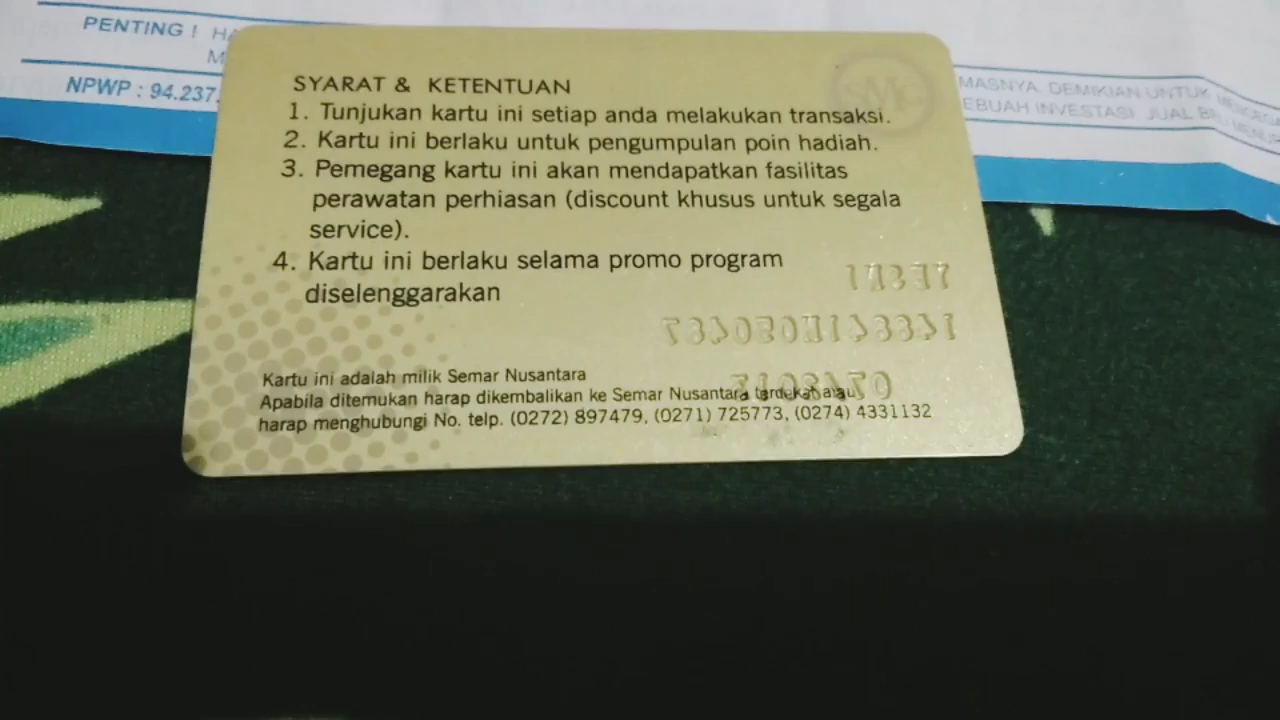 PENTING ! HA
M
NPWP : 94.237.
MASNYA. DEMIKIAN UNTUK
EBUAH INVESTASI JUAL
SYARAT & KETENTUAN
1. Tunjukan kartu ini setiap anda melakukan transaksi.
2. Kartu ini berlaku untuk pengumpulan poin hadiah.
3. Pemegang kartu ini akan mendapatkan fasilitas
perawatan perhiasan (discount khusus untuk segala
service).
4. Kartu ini berlaku selama promo program
diselenggarakan
Kartu ini adalah milik Semar Nusantara
Apabila ditemukan harap dikembalikan ke Semar Nusantara terdekat atau
harap menghubungi No. telp. (0272) 897479, (0271) 725773, (0274) 4331132